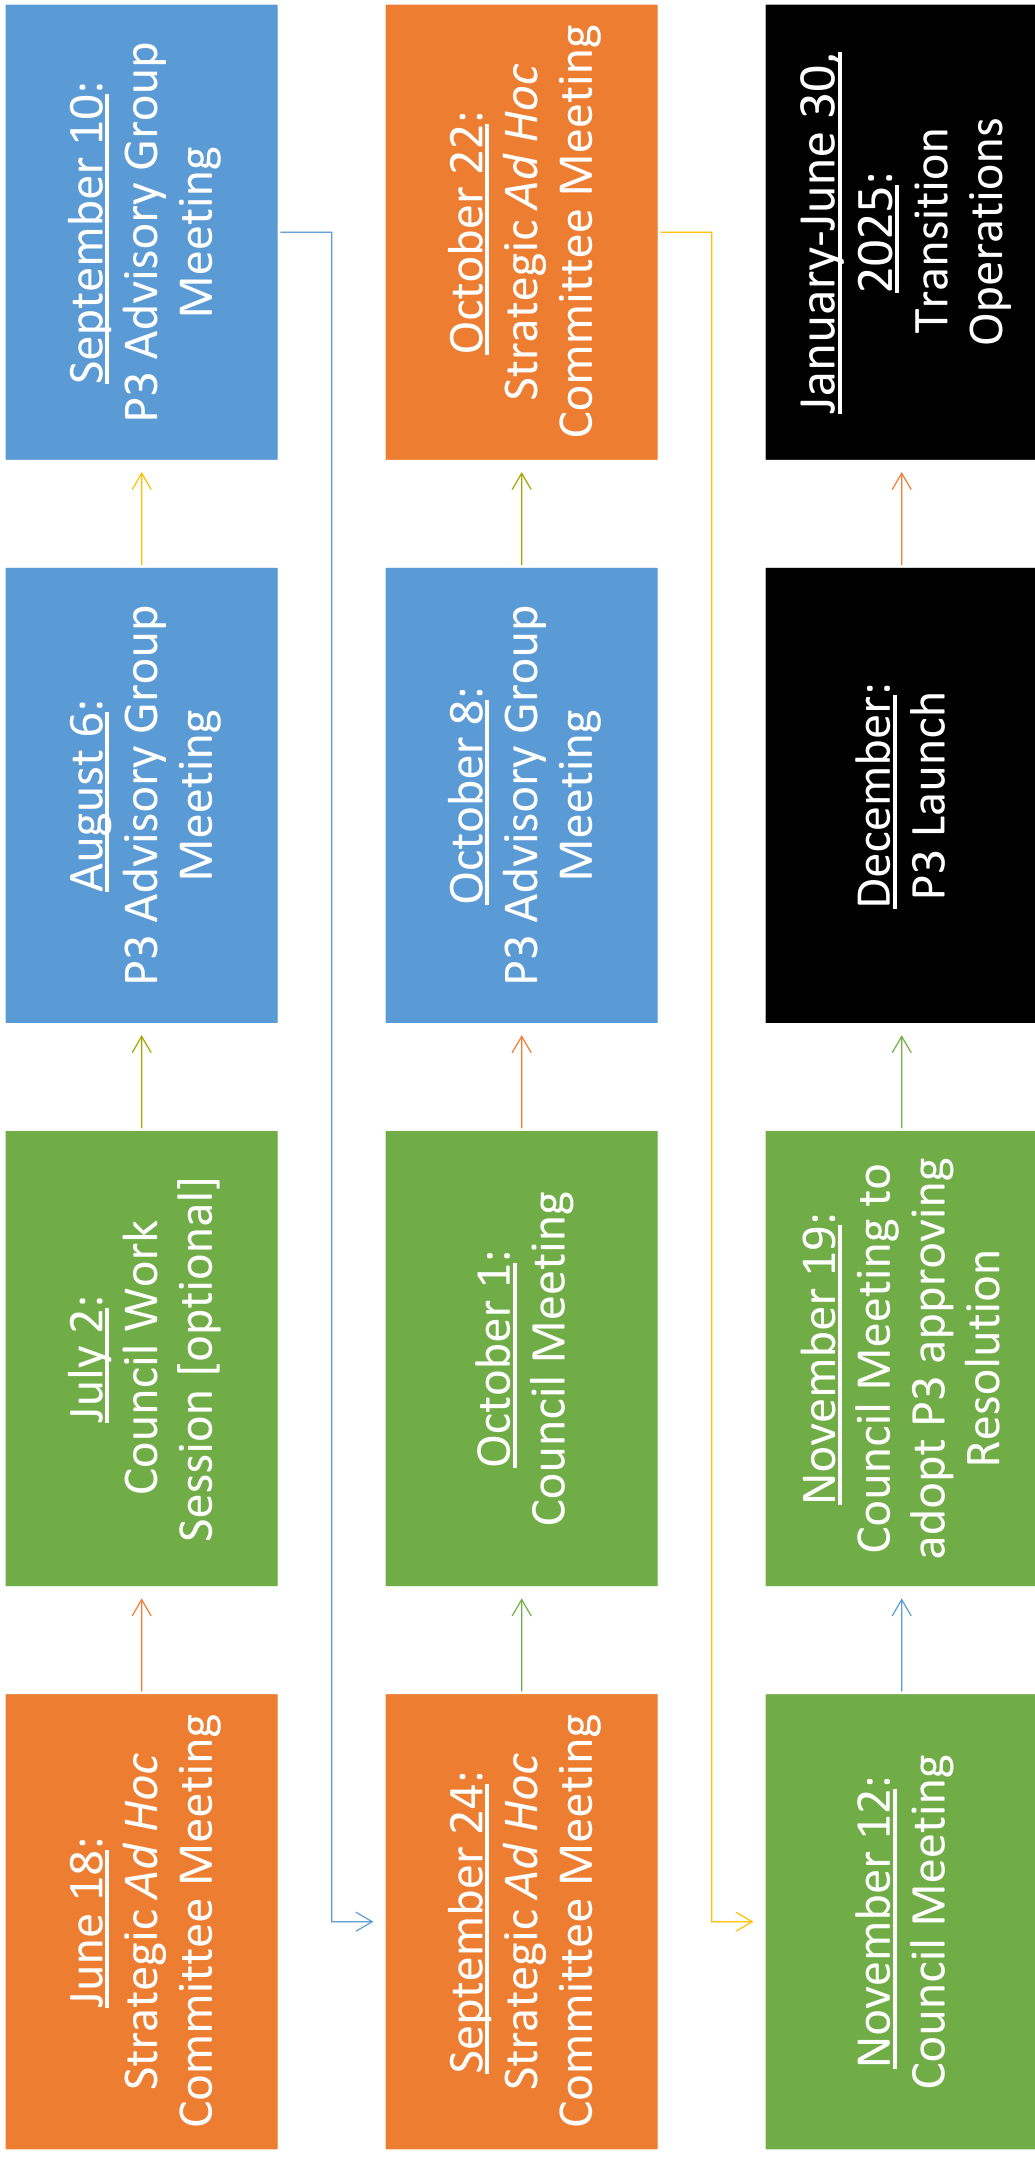 June 18:
Strategic Ad Hoc
Committee Meeting
July 2:
Council Work
Session [optional]
August 6:
P3 Advisory Group
Meeting
September 10:
P3 Advisory Group
Meeting
September 24:
Strategic Ad Hoc
Committee Meeting
October 1:
Council Meeting
October 8:
P3 Advisory Group
Meeting
October 22:
Strategic Ad Hoc
Committee Meeting
November 12:
Council Meeting
November 19:
Council Meeting to
adopt P3 approving
Resolution
December:
P3 Launch
January-June 30,
2025:
Transition
Operations